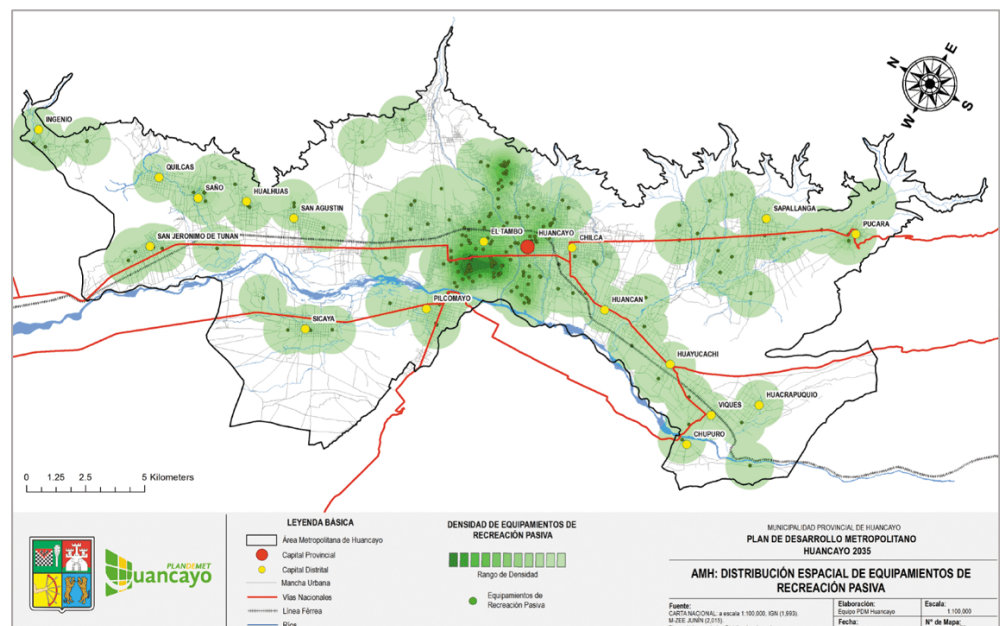 N
E
S
W
INGENIO
QUILCAS
SAÑO
HUALHUAS
SAN AGUSTIN
SAN JERONIMO DE TUNAN
EL TAMBO
HUANCAYO
CHILCA
SAPALLANGA
PUCARA
SICAYA
PILCOMAYO
HUANCAN
HUAYUCACHI
VIQUES
HUACRAPUQUIO
CHUPURO
0 1.25 2.5 5 Kilometers
PLANDEMET
Huancayo
LEYENDA BÁSICA
Área Metropolitana de Huancayo
Capital Provincial
Capital Distrital
Mancha Urbana
Vías Nacionales
Línea Férrea
Ríos
DENSIDAD DE EQUIPAMIENTOS DE
RECREACIÓN PASIVA
Rango de Densidad
Equipamientos de
Recreación Pasiva
MUNICIPALIDAD PROVINCIAL DE HUANCAYO
PLAN DE DESARROLLO METROPOLITANO
HUANCAYO 2035
AMH: DISTRIBUCIÓN ESPACIAL DE EQUIPAMIENTOS DE
RECREACIÓN PASIVA
Fuente:
CARTA NACIONAL: a escala 1:100,000, IGN (1,993).
M-ZEE JUNÍN (2,015).
Elaboración:
Equipo PDM Huancayo
Escala:
1:100,000
Fecha:
N° de Mapa: